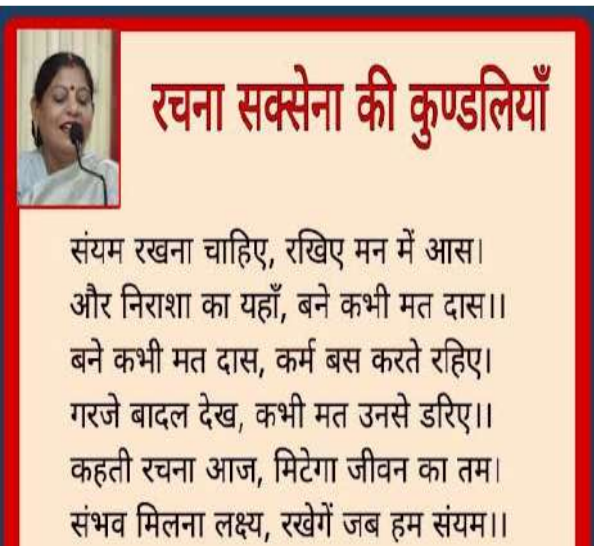 रचना सक्सेना की कुण्डलियाँ
संयम रखना चाहिए, रखिए मन में आस।
और निराशा का यहाँ, बने कभी मत दास।।
बने कभी मत दास, कर्म बस करते रहिए।
गरजे बादल देख, कभी मत उनसे डरिए।।
कहती रचना आज, मिटेगा जीवन का तम।
संभव मिलना लक्ष्य, रखेगें जब हम संयम।।